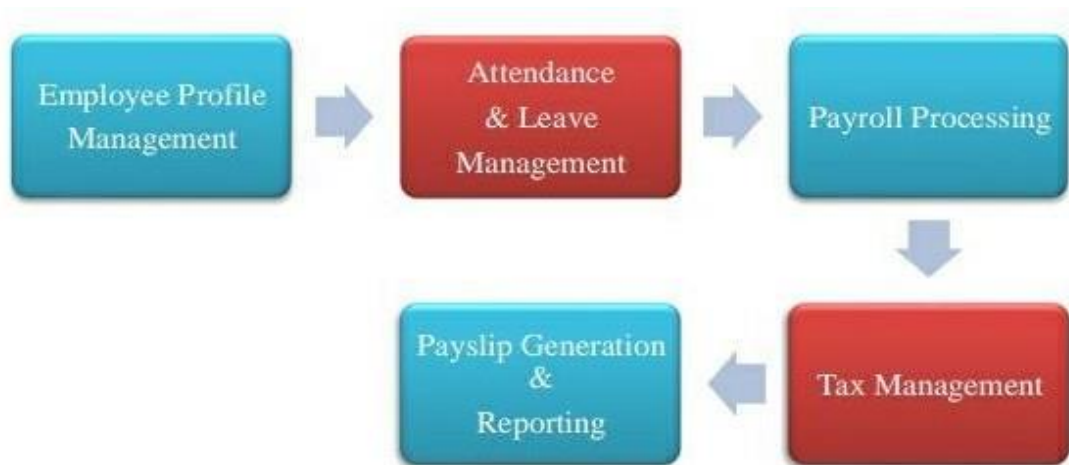 Employee Profile
Management
Attendance
& Leave
Management
Payroll Processing
Tax Management
Payslip Generation
&
Reporting